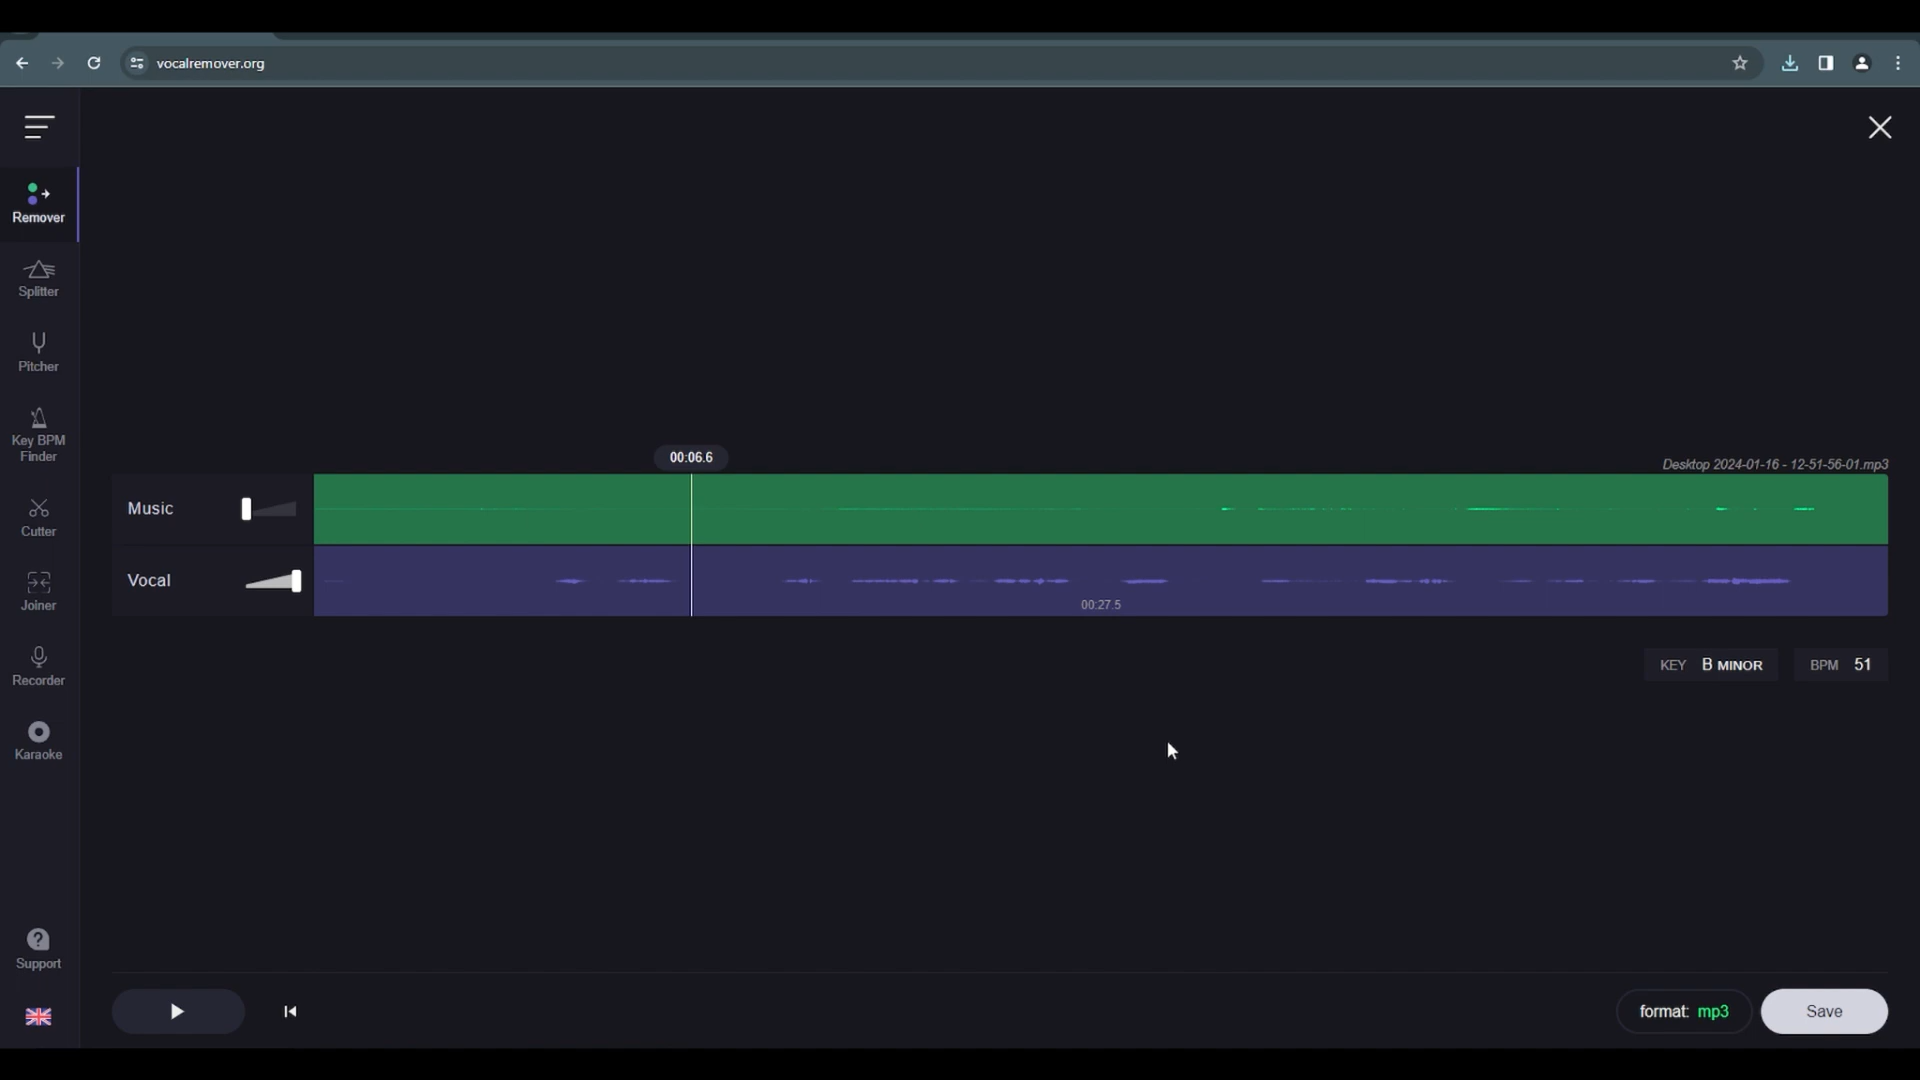 vocalremover.org
Remover
Splitter
Pitcher
Key BPM
Finder
Cutter
Joiner
Recorder
Karaoke
Support
00:06.6
Desktop 2024-01-16 - 12-51-56-01.mp3
Music
Vocal
00:27.5
KEY B MINOR BPM 51
format: mp3 Save